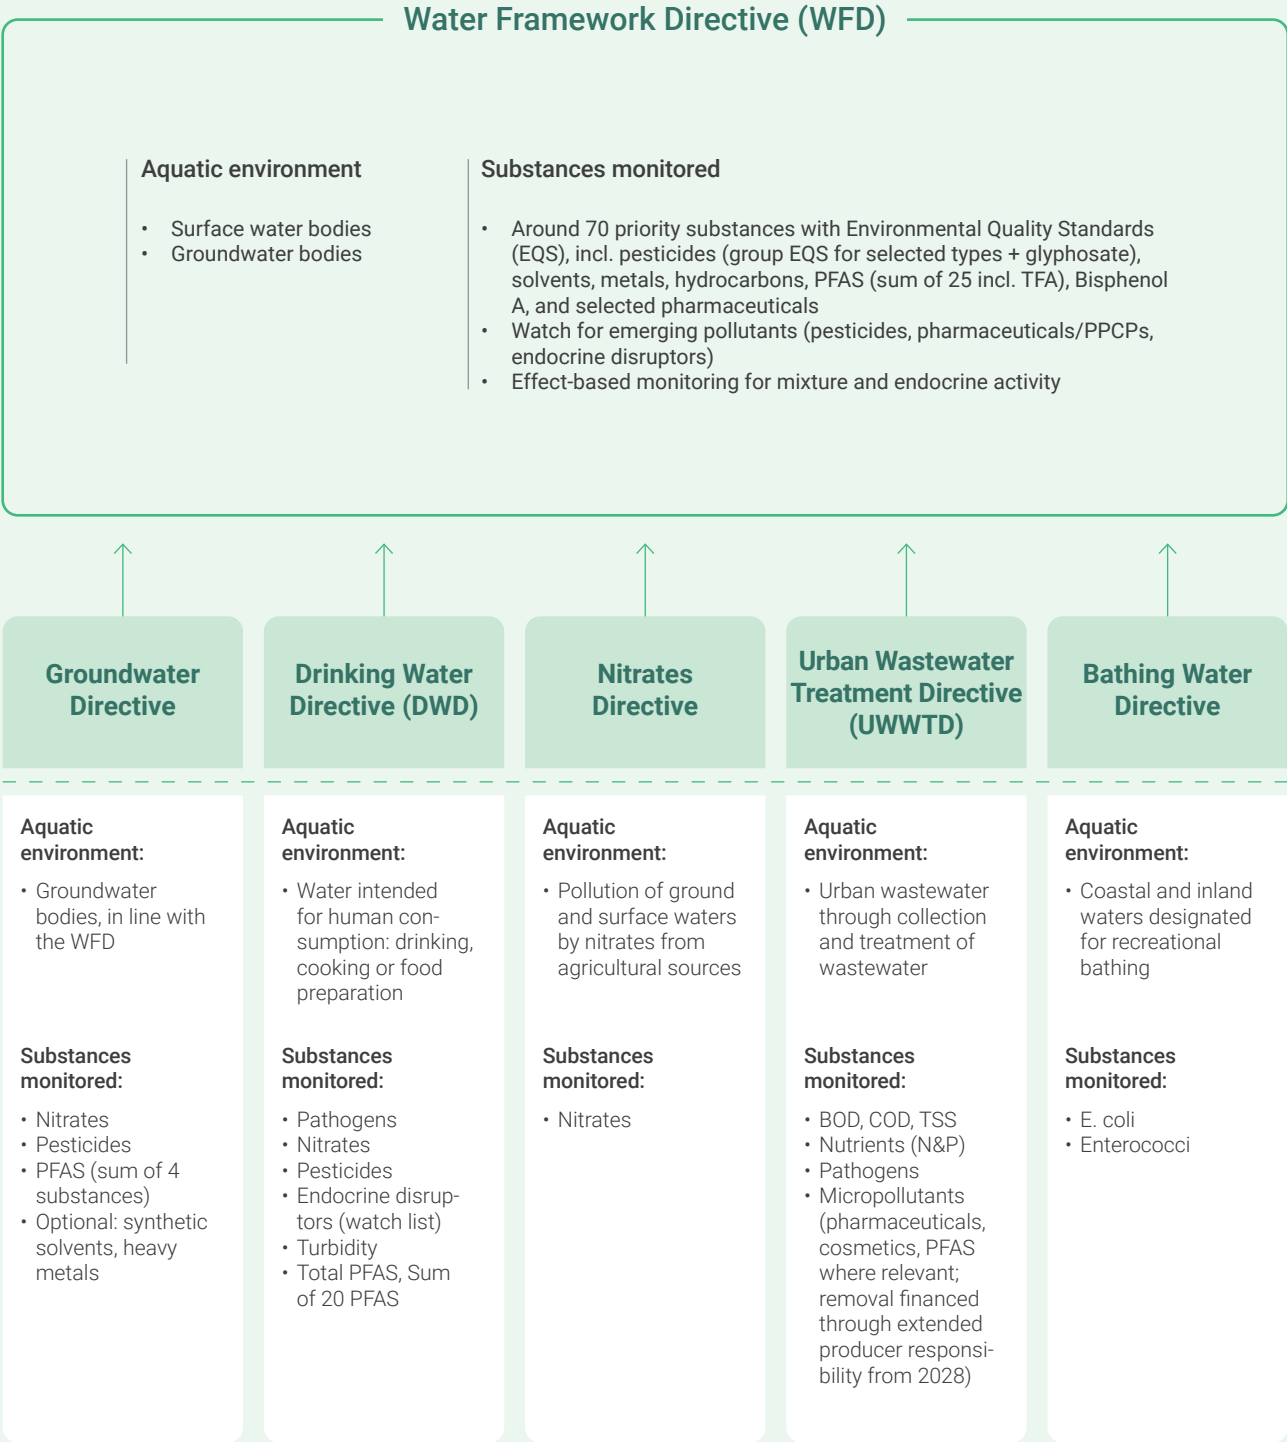 Water Framework Directive (WFD)
Aquatic environment
• Surface water bodies
• Groundwater bodies
Substances monitored
• Around 70 priority substances with Environmental Quality Standards
(EQS), incl. pesticides (group EQS for selected types + glyphosate),
solvents, metals, hydrocarbons, PFAS (sum of 25 incl. TFA), Bisphenol
A, and selected pharmaceuticals
• Watch for emerging pollutants (pesticides, pharmaceuticals/PPCPs,
endocrine disruptors)
• Effect-based monitoring for mixture and endocrine activity
Groundwater
Directive
Aquatic
environment:
• Groundwater
bodies, in line with
the WFD
Substances
monitored:
• Nitrates
• Pesticides
• PFAS (sum of 4
substances)
• Optional: synthetic
solvents, heavy
metals
Drinking Water
Directive (DWD)
Aquatic
environment:
• Water intended
for human con-
sumption: drinking,
cooking or food
preparation
Substances
monitored:
• Pathogens
• Nitrates
• Pesticides
• Endocrine disrup-
tors (watch list)
• Turbidity
• Total PFAS, Sum
of 20 PFAS
Nitrates
Directive
Aquatic
environment:
• Pollution of ground
and surface waters
by nitrates from
agricultural sources
Substances
monitored:
• Nitrates
Urban Wastewater
Treatment Directive
(UWWTD)
Aquatic
environment:
• Urban wastewater
through collection
and treatment of
wastewater
Substances
monitored:
• BOD, COD, TSS
• Nutrients (N&P)
• Pathogens
• Micropollutants
(pharmaceuticals,
cosmetics, PFAS
where relevant;
removal financed
through extended
producer responsi-
bility from 2028)
Bathing Water
Directive
Aquatic
environment:
• Coastal and inland
waters designated
for recreational
bathing
Substances
monitored:
• E. coli
• Enterococci